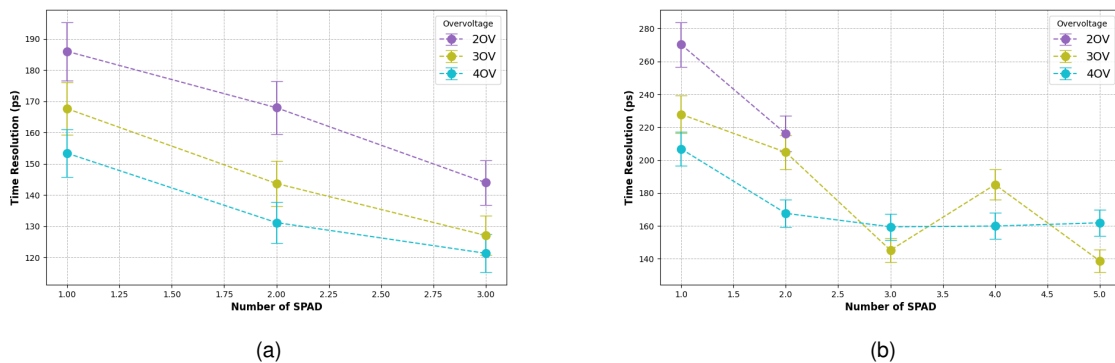 Time Resolution (ps)
190
180
170
160
150
140
130
120
1.00
1.25
1.50
1.75
2.00
2.25
2.50
2.75
3.00
Number of SPAD
Overvoltage
2OV
3OV
4OV
(a)
Time Resolution (ps)
280
260
240
220
200
180
160
140
1.0
1.5
2.0
2.5
3.0
3.5
4.0
4.5
5.0
Number of SPAD
Overvoltage
2OV
3OV
4OV
(b)